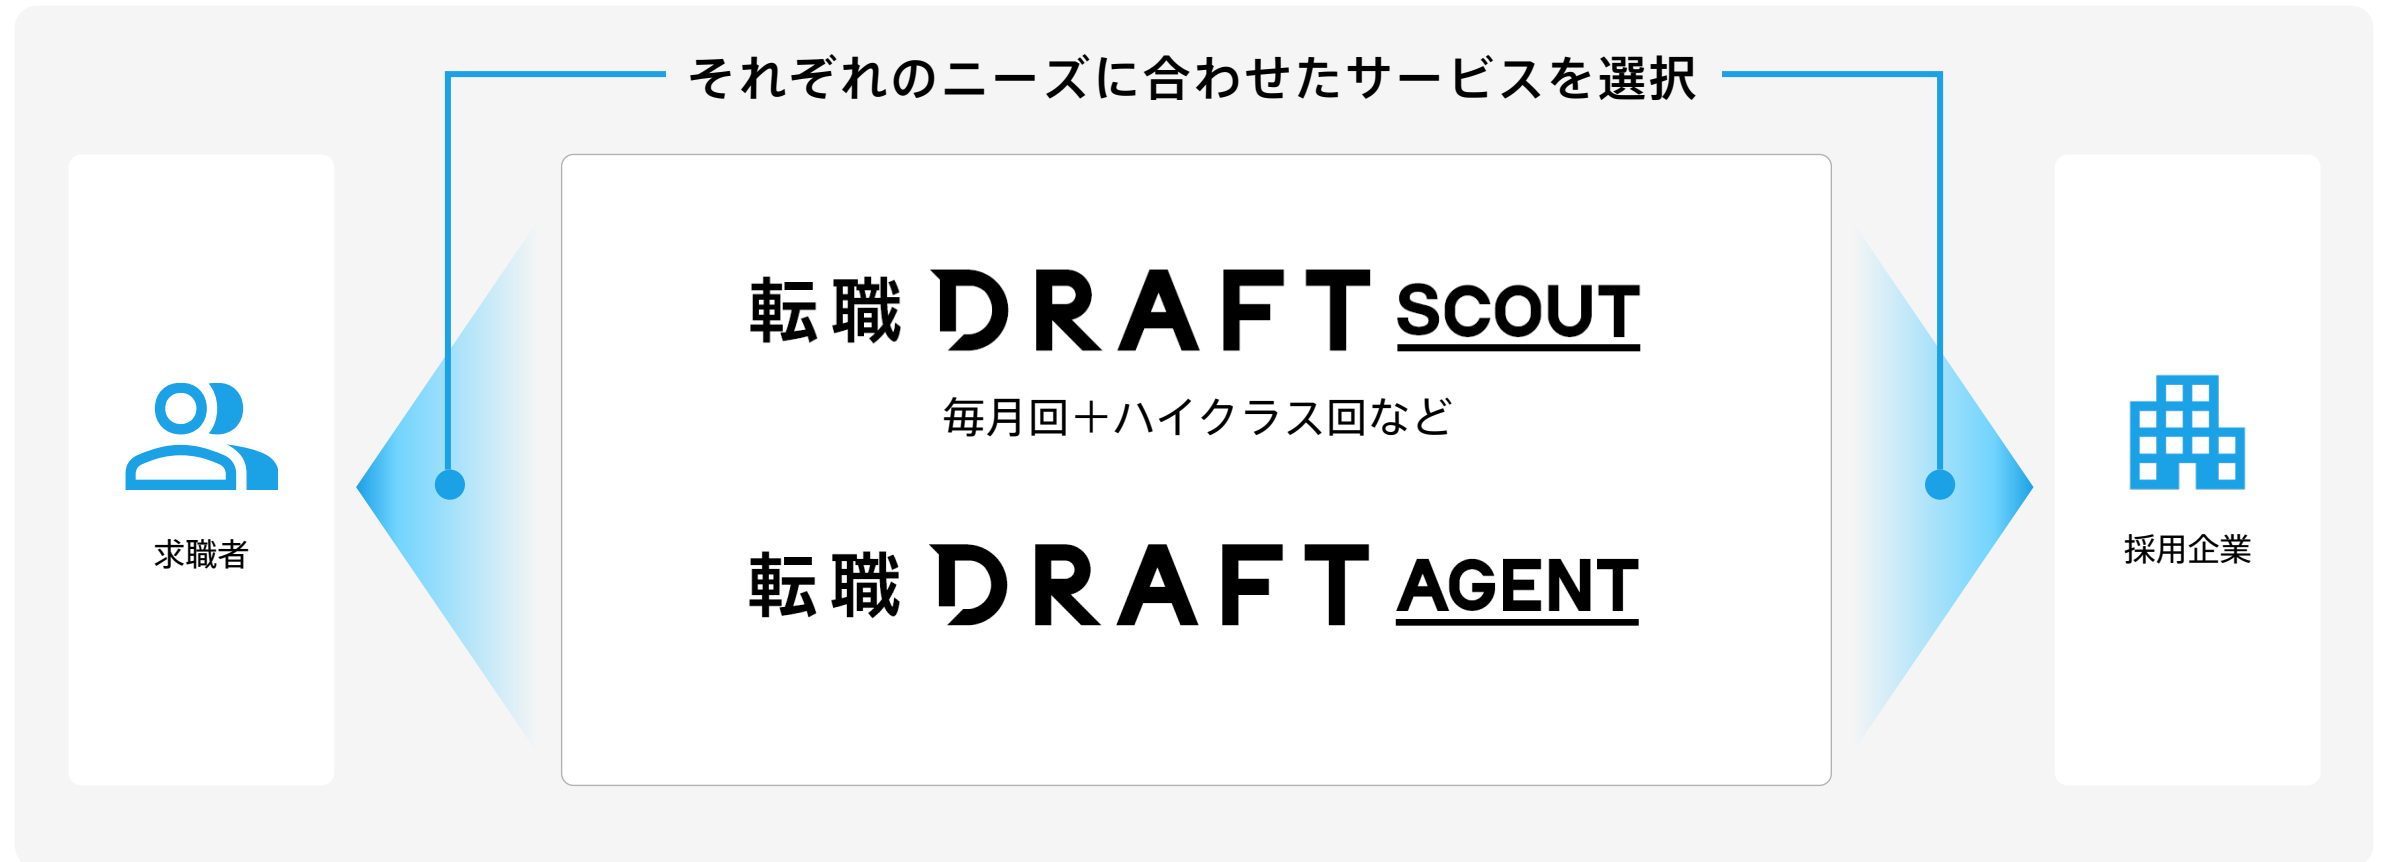 それぞれのニーズに合わせたサービスを選択
転職 DRAFT SCOUT
毎月回＋ハイクラス回など
転職 DRAFT AGENT
求職者
採用企業